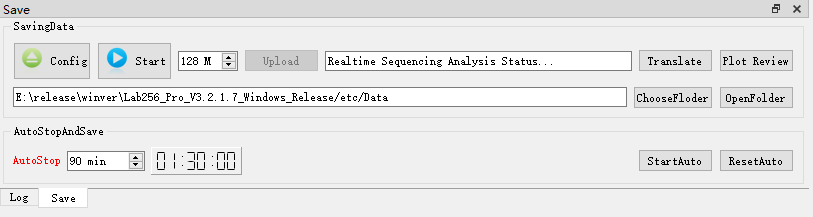 Save
SavingData
Config Start 128 M Upload Realtime Sequencing Analysis Status... Translate Plot Review
E:\release\winver\Lab256_Pro_V3.2.1.7_Windows_Release/etc/Data ChooseFloder OpenFolder
AutoStopAndSave
AutoStop 90 min 01:30:00 StartAuto ResetAuto
Log Save